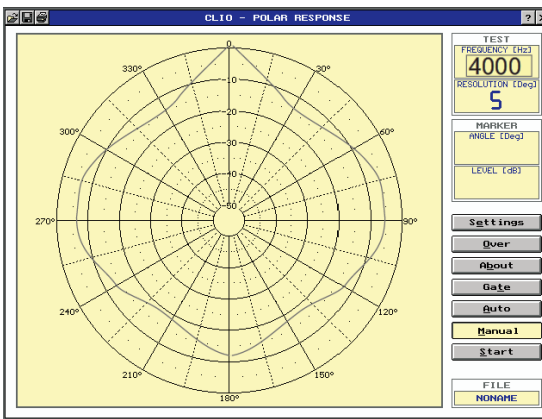 CLIO - POLAR RESPONSE
?
TEST
FREQUENCY [Hz]
4000
RESOLUTION [Deg]
5
MARKER
ANGLE [Deg]
LEVEL [dB]
Settings
Over
About
Gate
Auto
Manual
Start
FILE
NONAME
0
330°
30°
-10
-20
300°
60°
-30
-40
-50
270°
90°
240°
120°
210°
150°
180°